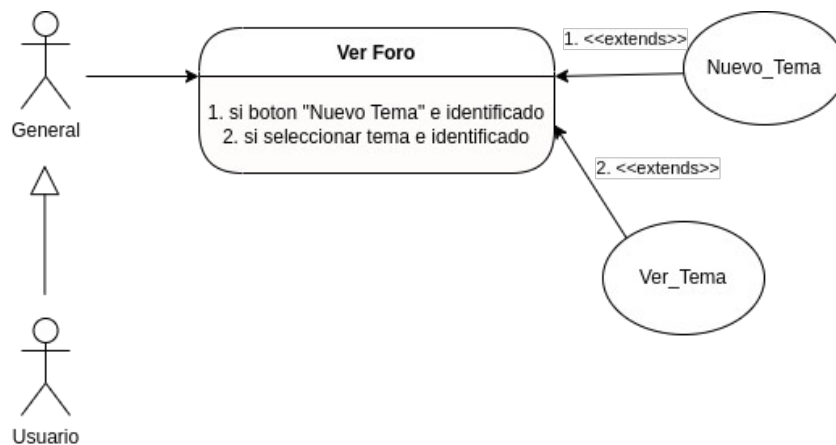 1. <<extends>>
Nuevo_Tema
Ver Foro
1. si boton "Nuevo Tema" e identificado
2. si seleccionar tema e identificado
General
2. <<extends>>
Ver_Tema
Usuario